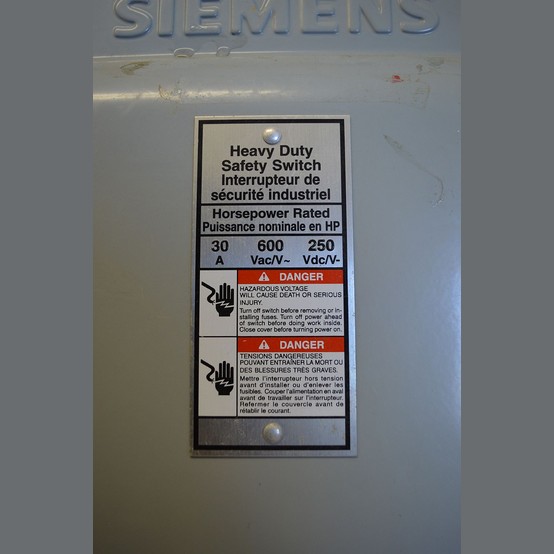 SIEMENS
Heavy Duty
Safety Switch
Interrupteur de
sécurité industriel
Horsepower Rated
Puissance nominale en HP
30 600 250
A Vac/V~ Vdc/V-
DANGER
HAZARDOUS VOLTAGE
WILL CAUSE DEATH OR SERIOUS
INJURY.
Turn off switch before removing or in-
stalling fuses. Turn off power ahead
of switch before doing work inside.
Close cover before turning power on.
DANGER
TENSIONS DANGEREUSES
POUVANT ENTRAÎNER LA MORT OU
DES BLESSURES TRÈS GRAVES.
Mettre l'interrupteur hors tension
avant d'installer ou d'enlever les
fusibles. Couper l'alimentation en aval
avant de travailler sur l'interrupteur.
Refermer le couvercle avant de
rétablir le courant.